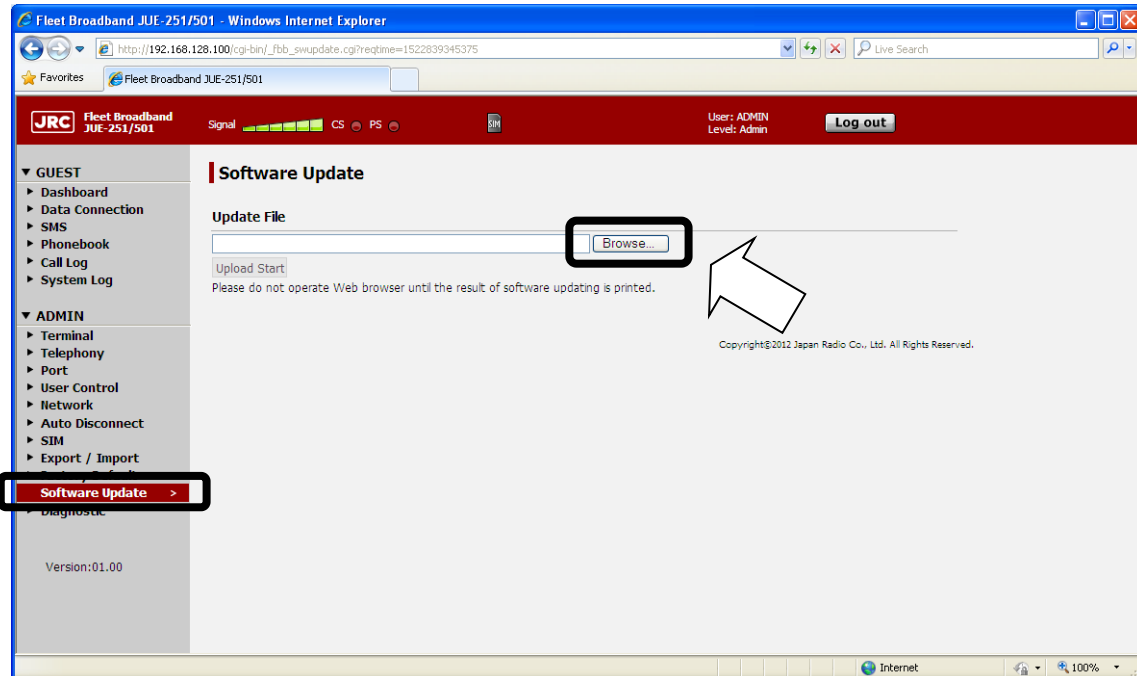 Fleet Broadband JUE-251/501 - Windows Internet Explorer
http://192.168.128.100/cgi-bin/_fbb_swupdate.cgi?reqtime=1522839345375
Live Search
Favorites
Fleet Broadband JUE-251/501
JRC Fleet Broadband JUE-251/501
Signal CS PS SIM
User: ADMIN
Level: Admin
Log out
▼ GUEST
Dashboard
Data Connection
SMS
Phonebook
Call Log
System Log
▼ ADMIN
Terminal
Telephony
Port
User Control
Network
Auto Disconnect
SIM
Export / Import
Software Update >
Diagnostic
Version:01.00
Software Update
Update File
Browse...
Upload Start
Please do not operate Web browser until the result of software updating is printed.
Copyright©2012 Japan Radio Co., Ltd. All Rights Reserved.
Internet
100%